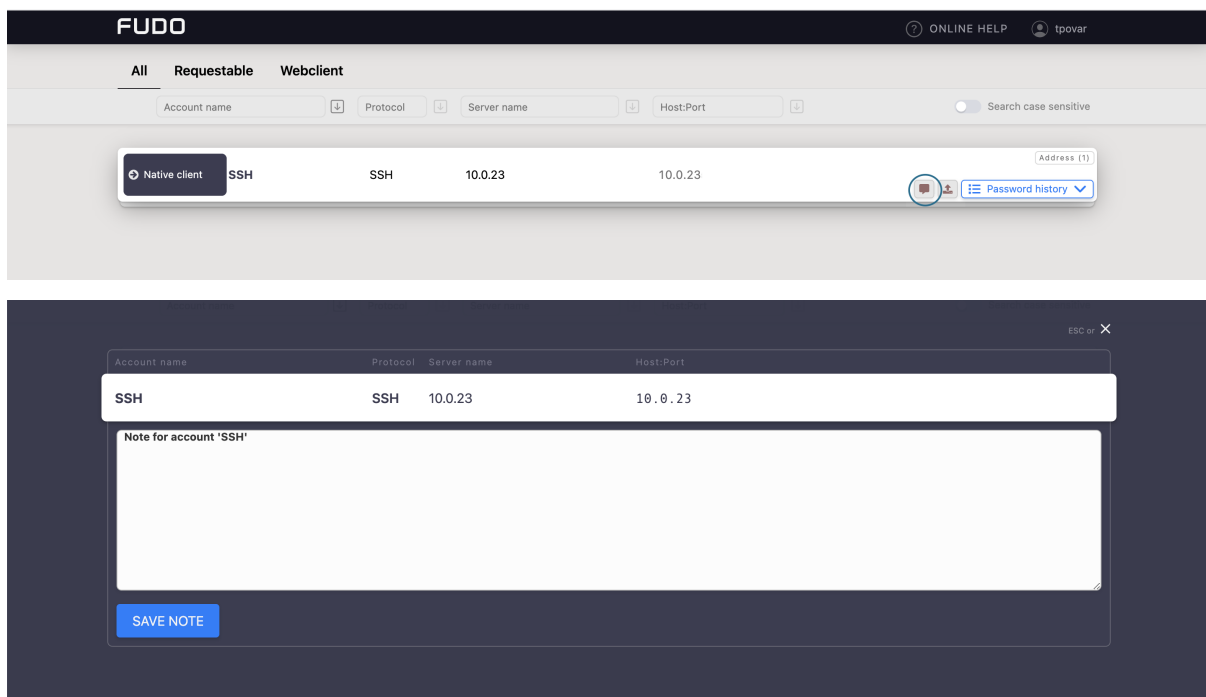 FUDO
ONLINE HELP
tpovar
All Requestable Webclient
Account name Protocol Server name Host:Port Search case sensitive
Address (1)
Native client SSH SSH 10.0.23 10.0.23
Password history
ESC or
Account name Protocol Server name Host:Port
SSH SSH 10.0.23 10.0.23
Note for account 'SSH'
SAVE NOTE